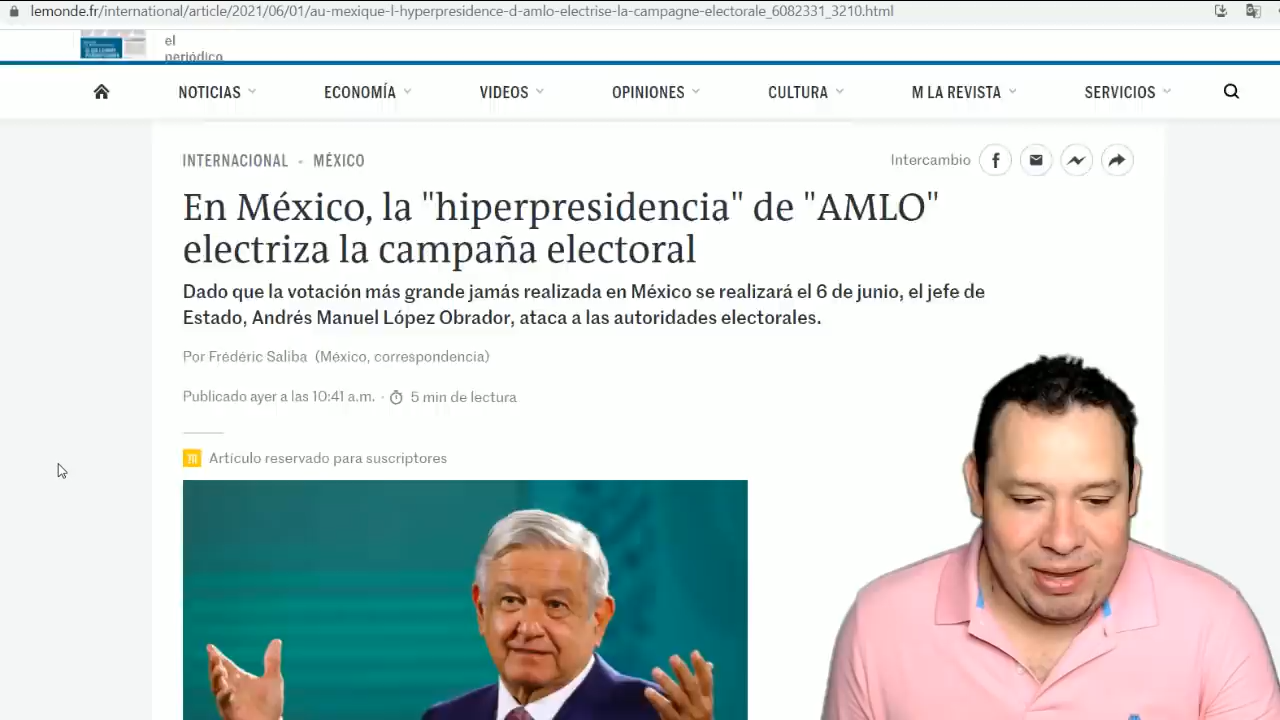 lemonde.fr/international/article/2021/06/01/au-mexique-l-hyperpresidence-d-amlo-electrise-la-campagne-electorale_6082331_3210.html
el
periódico
NOTICIAS ECONOMÍA VIDEOS OPINIONES CULTURA M LA REVISTA SERVICIOS
INTERNACIONAL - MÉXICO
Intercambio
En México, la "hiperpresidencia" de "AMLO"
electriza la campaña electoral
Dado que la votación más grande jamás realizada en México se realizará el 6 de junio, el jefe de
Estado, Andrés Manuel López Obrador, ataca a las autoridades electorales.
Por Frédéric Saliba (México, correspondencia)
Publicado ayer a las 10:41 a.m. · 5 min de lectura
Artículo reservado para suscriptores